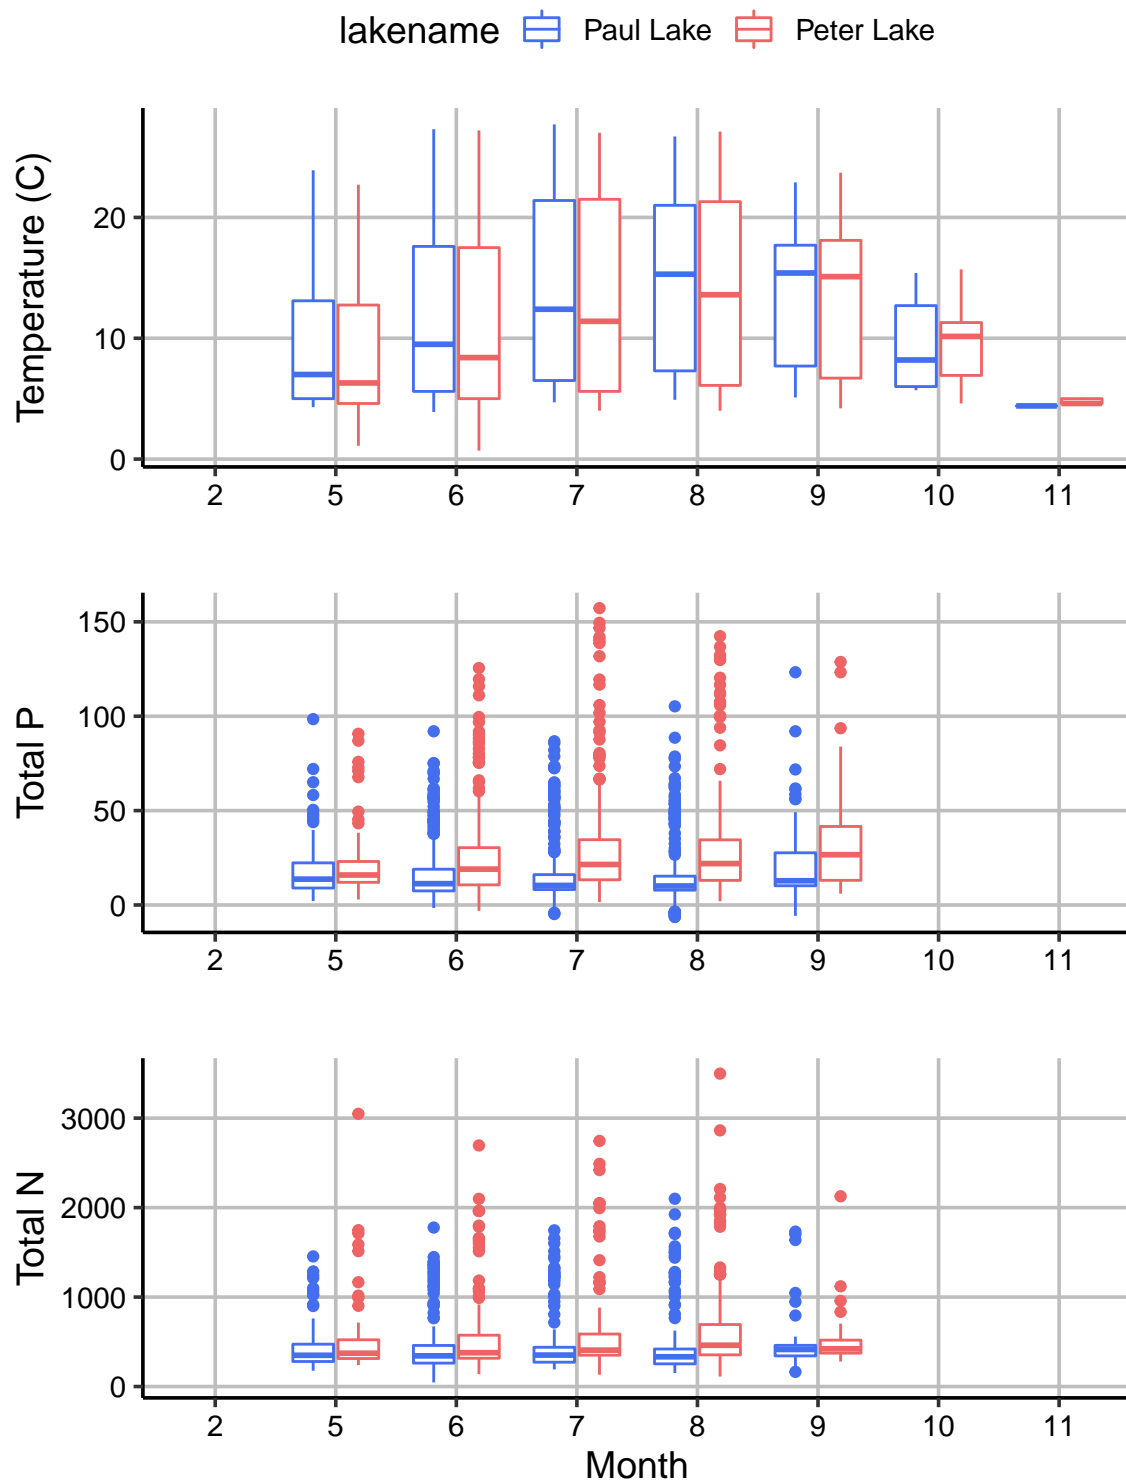 lakename Paul Lake Peter Lake
Temperature (C)
20
10
0
2 5 6 7 8 9 10 11
Total P
150
100
50
0
2 5 6 7 8 9 10 11
Total N
3000
2000
1000
0
2 5 6 7 8 9 10 11
Month